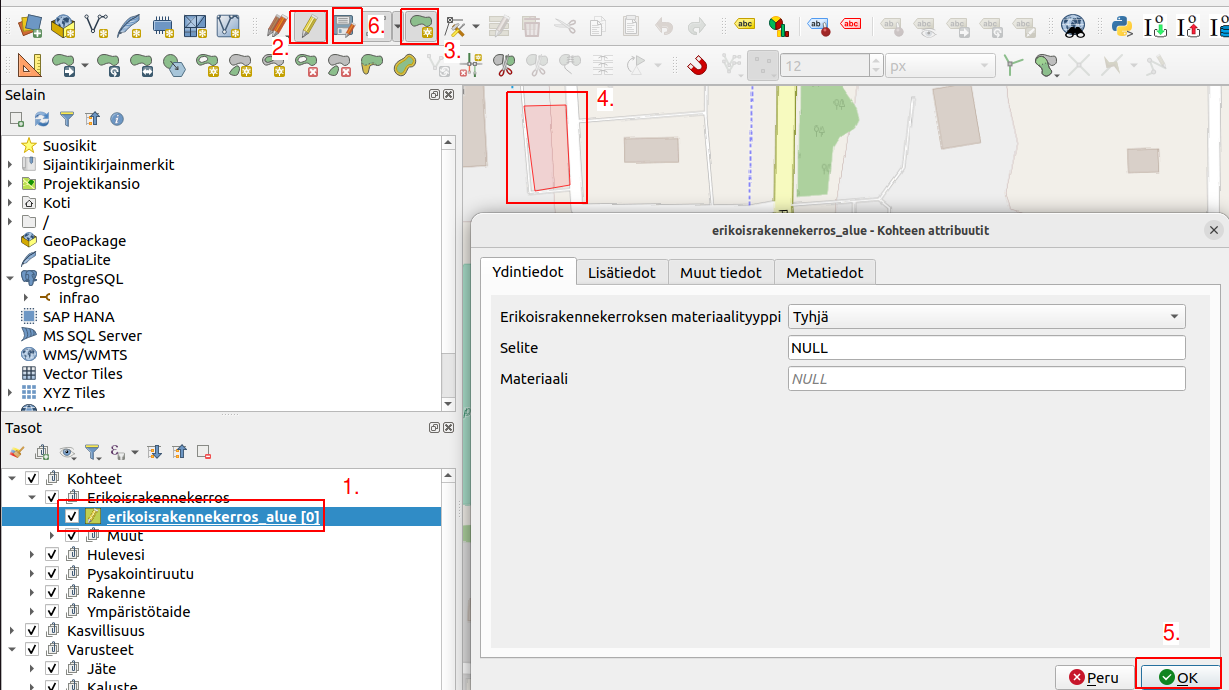 6.
2.
3.
abc
ab
abc
12
px
Selain
Suosikit
Sijaintikirjainmerkit
Projektikansio
Koti
/
GeoPackage
SpatiaLite
PostgreSQL
infrao
SAP HANA
MS SQL Server
WMS/WMTS
Vector Tiles
XYZ Tiles
WCS
4.
Tasot
Kohteet
Erikoisrakennekerros
1.
erikoisrakennekerros_alue [0]
Muut
Hulevesi
Pysakointiruutu
Rakenne
Ympäristötaide
Kasvillisuus
Varusteet
Jäte
Kaluste
erikoisrakennekerros_alue - Kohteen attribuutit
Ydintiedot
Lisätiedot
Muut tiedot
Metatiedot
Erikoisrakennekerroksen materiaalityyppi
Tyhjä
Selite
NULL
Materiaali
NULL
5.
Peru
OK